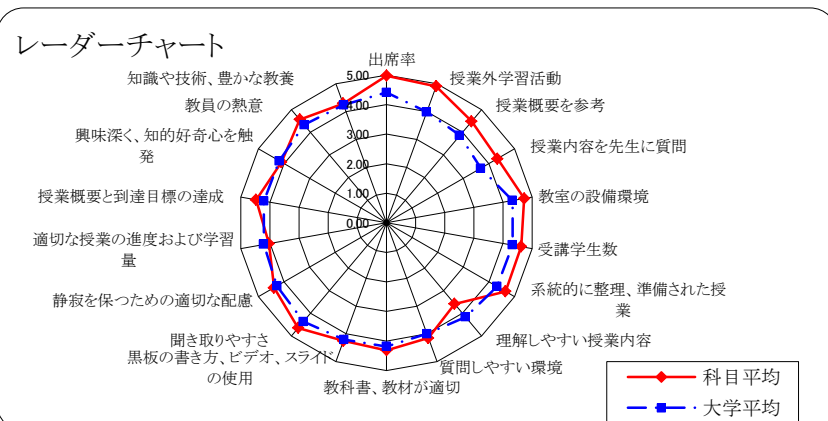 レーダーチャート
出席率
授業外学習活動
授業概要を参考
授業内容を先生に質問
教室の設備環境
受講学生数
系統的に整理、準備された授
業
理解しやすい授業内容
質問しやすい環境
教科書、教材が適切
黒板の書き方、ビデオ、スライド
の使用
聞き取りやすさ
静寂を保つための適切な配慮
適切な授業の進度および学習
量
授業概要と到達目標の達成
興味深く、知的好奇心を触
発
教員の熱意
知識や技術、豊かな教養
5.00
4.00
3.00
2.00
1.00
0.00
科目平均
大学平均